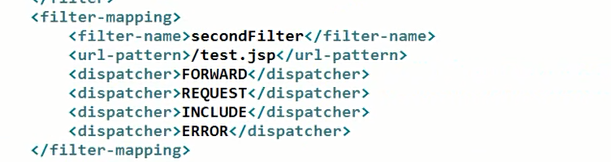 </filter>
<filter-mapping>
<filter-name>secondFilter</filter-name>
<url-pattern>/test.jsp</url-pattern>
<dispatcher>FORWARD</dispatcher>
<dispatcher>REQUEST</dispatcher>
<dispatcher>INCLUDE</dispatcher>
<dispatcher>ERROR</dispatcher>
</filter-mapping>